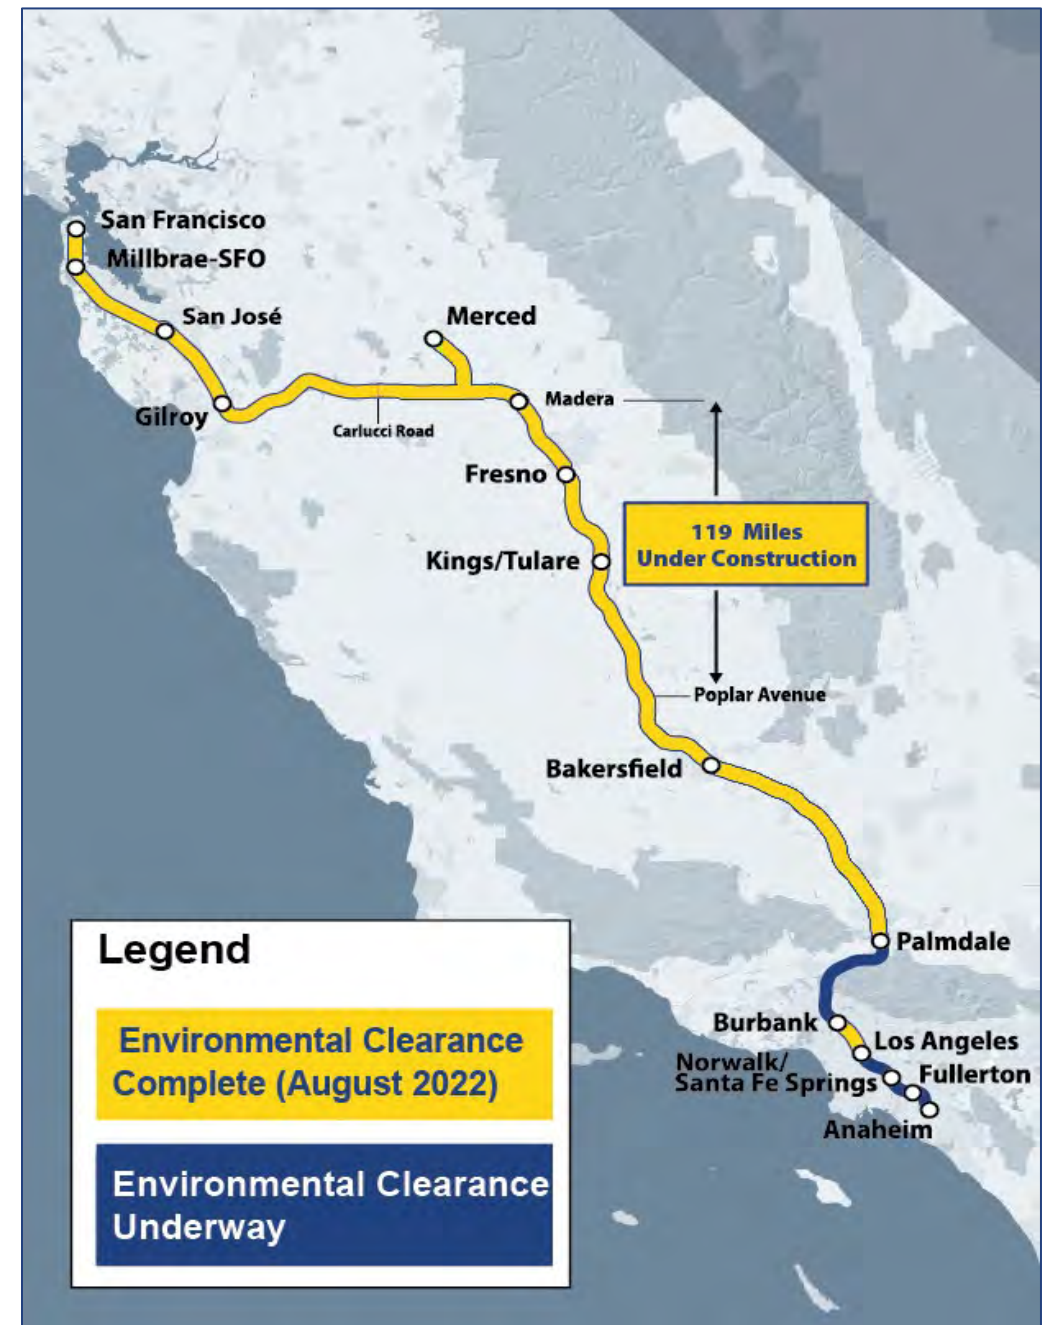 San Francisco
Millbrae-SFO
San José
Merced
Gilroy
Carlucci Road
Madera
Fresno
119 Miles
Under Construction
Kings/Tulare
Poplar Avenue
Bakersfield
Palmdale
Burbank
Los Angeles
Norwalk/
Santa Fe Springs
Fullerton
Anaheim
Legend
Environmental Clearance
Complete (August 2022)
Environmental Clearance
Underway